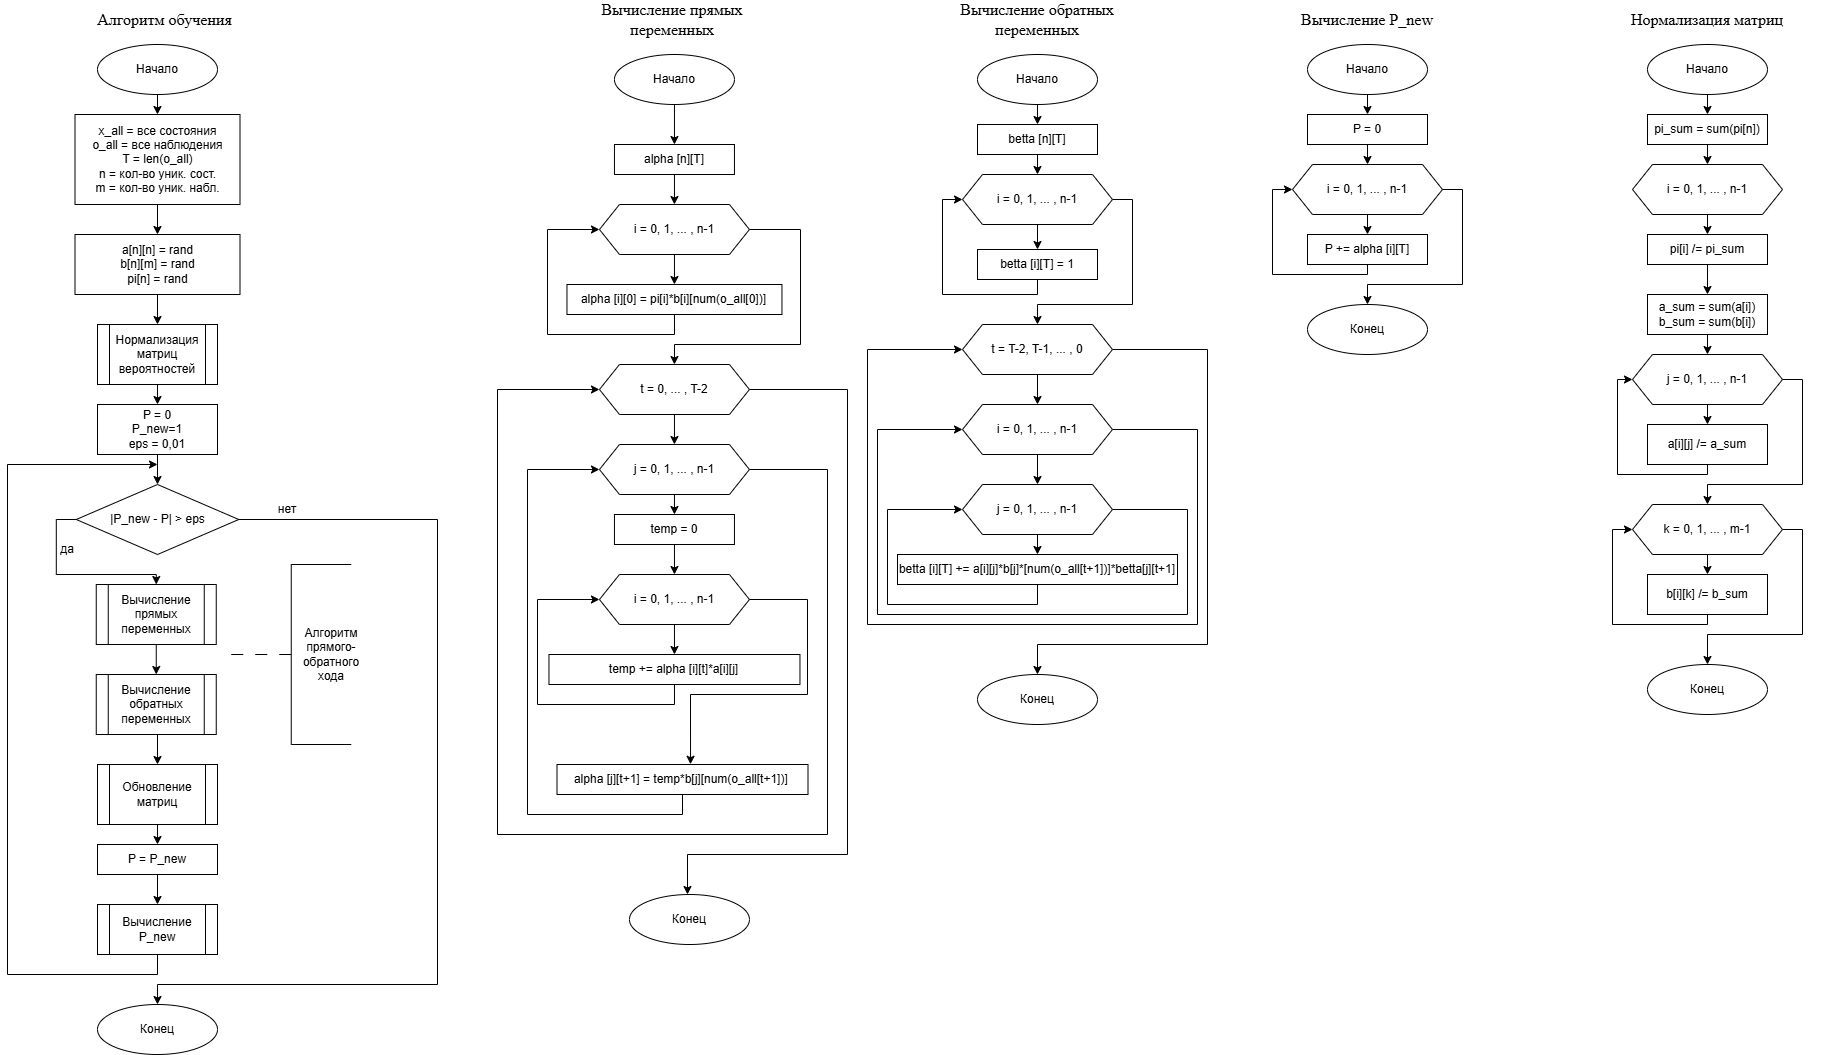 Алгоритм обучения
Начало
x_all = все состояния
o_all = все наблюдения
T = len(o_all)
n = кол-во уник. сост.
m = кол-во уник. набл.
a[n][n] = rand
b[n][m] = rand
pi[n] = rand
Нормализация
матриц
вероятностей
P = 0
P_new=1
eps = 0,01
|P_new - P| > eps
нет
да
Вычисление
прямых
переменных
Алгоритм
прямого-
обратного
хода
Вычисление
обратных
переменных
Обновление
матриц
P = P_new
Вычисление
P_new
Конец
Вычисление прямых
переменных
Начало
alpha [n][T]
i = 0, 1, ... , n-1
alpha [i][0] = pi[i]*b[i][num(o_all[0])]
t = 0, ... , T-2
j = 0, 1, ... , n-1
temp = 0
i = 0, 1, ... , n-1
temp += alpha [i][t]*a[i][j]
alpha [j][t+1] = temp*b[j][num(o_all[t+1])]
Конец
Вычисление обратных
переменных
Начало
betta [n][T]
i = 0, 1, ... , n-1
betta [i][T] = 1
t = T-2, T-1, ... , 0
i = 0, 1, ... , n-1
j = 0, 1, ... , n-1
betta [i][T] += a[i][j]*b[j]*[num(o_all[t+1])]*betta[j][t+1]
Конец
Вычисление P_new
Начало
P = 0
i = 0, 1, ... , n-1
P += alpha [i][T]
Конец
Нормализация матриц
Начало
pi_sum = sum(pi[n])
i = 0, 1, ... , n-1
pi[i] /= pi_sum
a_sum = sum(a[i])
b_sum = sum(b[i])
j = 0, 1, ... , n-1
a[i][j] /= a_sum
k = 0, 1, ... , m-1
b[i][k] /= b_sum
Конец